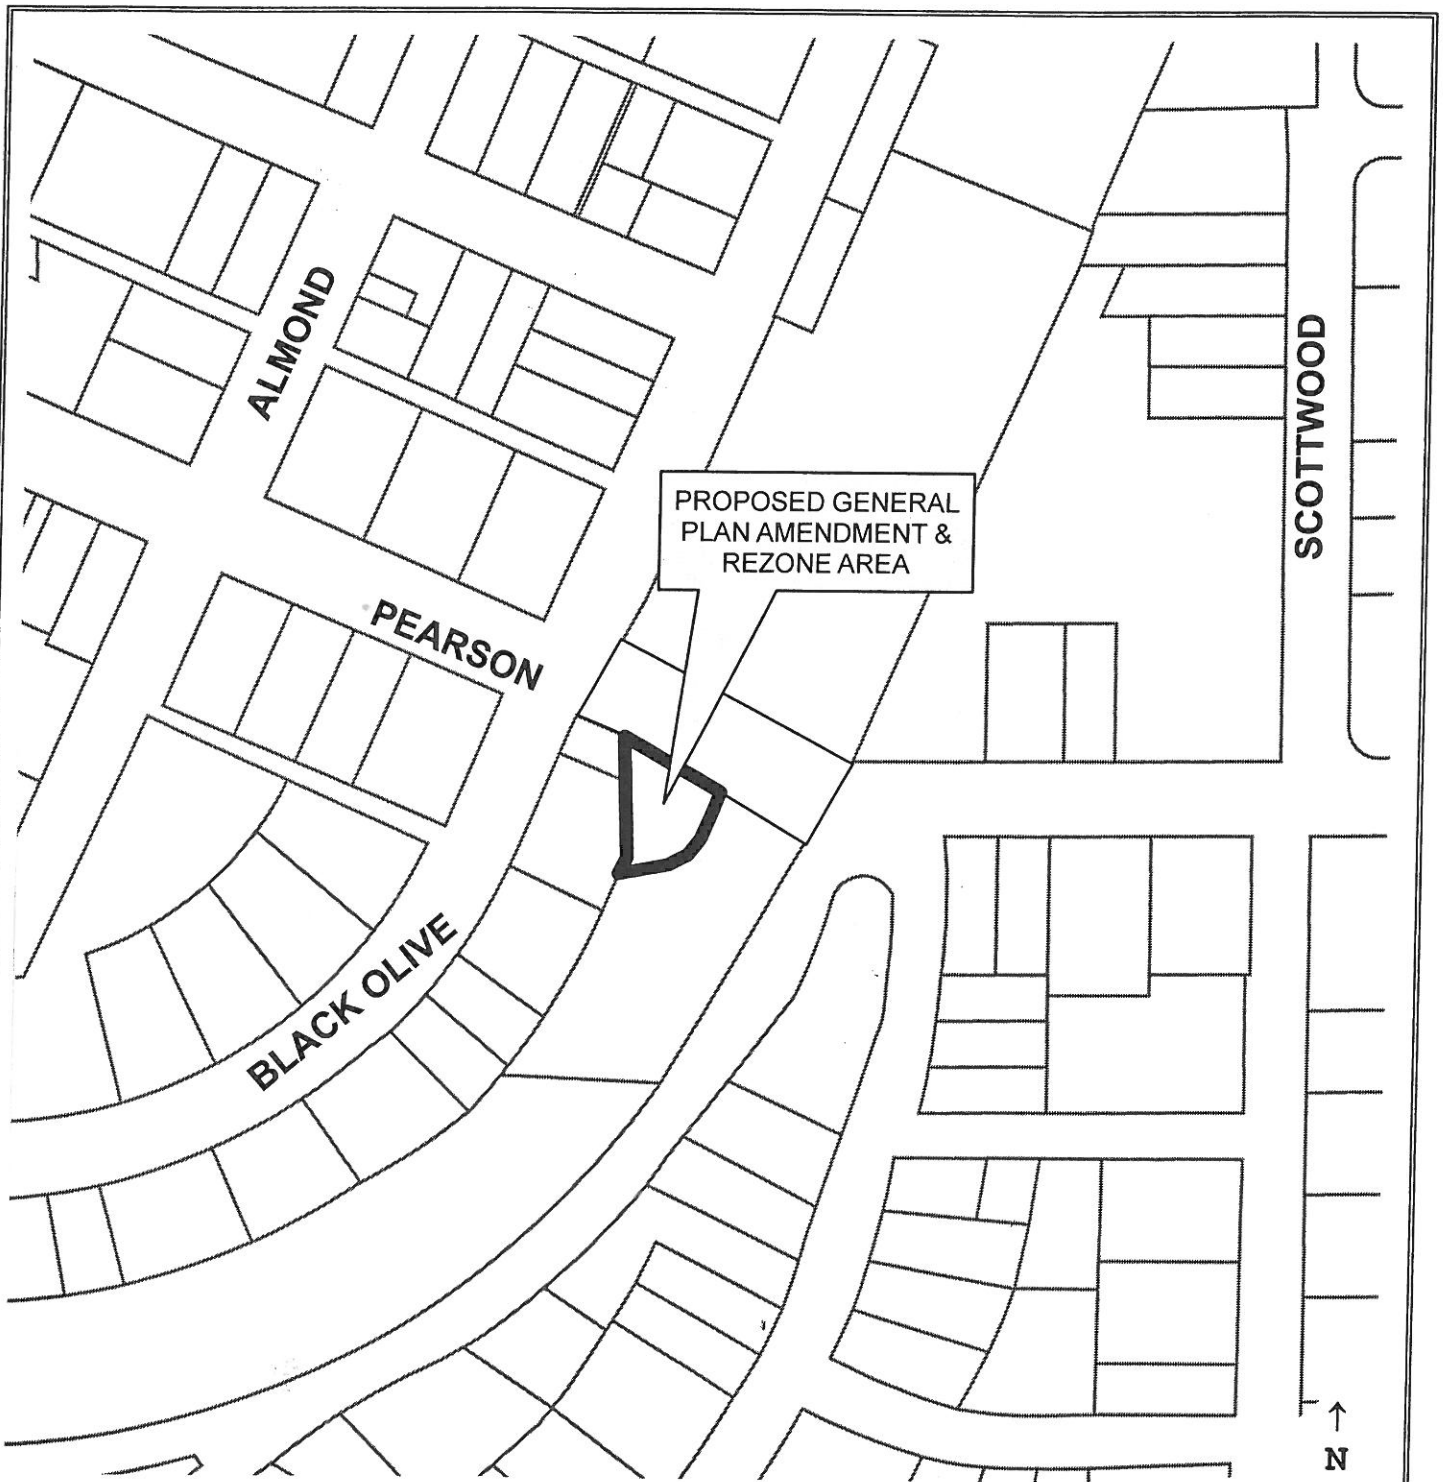 ALMOND
SCOTTWOOD
PROPOSED GENERAL
PLAN AMENDMENT &
REZONE AREA
PEARSON
BLACK OLIVE
N